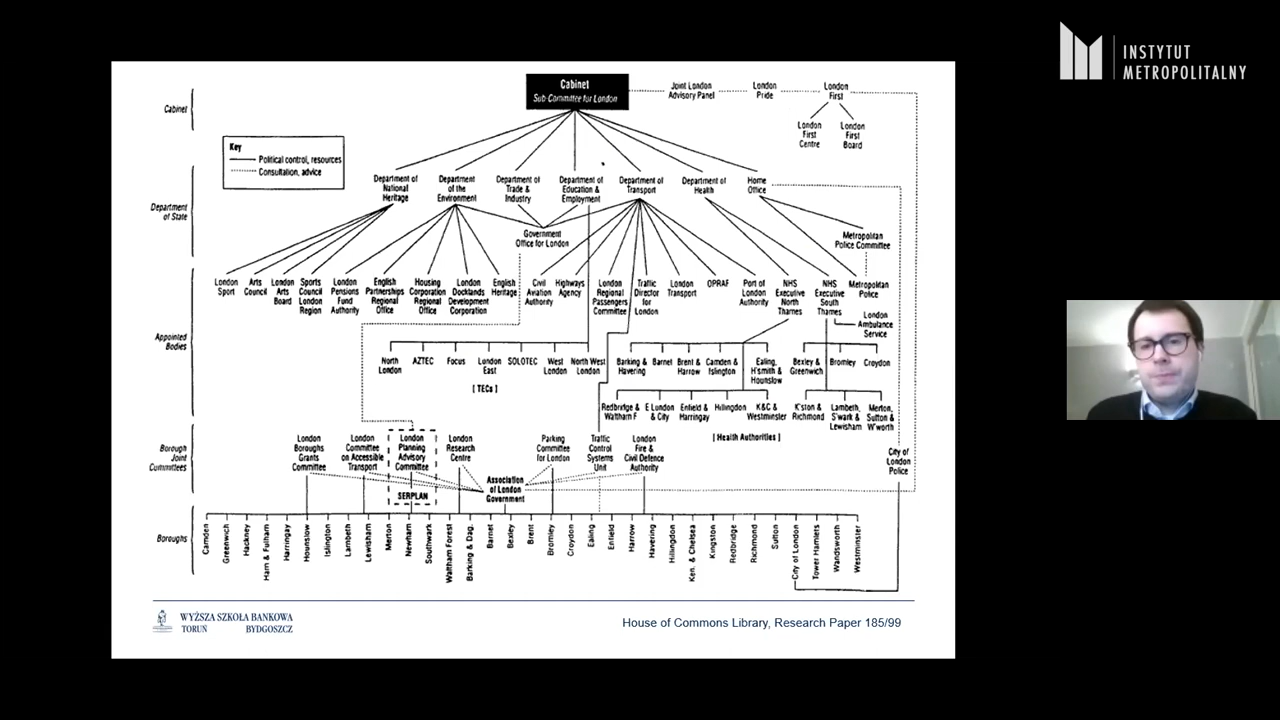 INSTYTUT
METROPOLITALNY
Cabinet
Cabinet
Sub-Committee for London
Joint London
Advisory Panel
London
Pride
London
First
London
First
Centre
London
First
Board
Key
Political control, resources
Consultation, advice
Department
of State
Department of
National
Heritage
Department
of the
Environment
Department of
Trade &
Industry
Department of
Education &
Employment
Department of
Transport
Department of
Health
Home
Office
Government
Office for London
Metropolitan
Police Committee
Appointed
Bodies
London
Sport
Arts
Council
London
Arts
Board
Sports
Council
London
Region
London
Pensions
Fund
Authority
English
Partnerships
Regional
Office
Housing
Corporation
Regional
Office
London
Docklands
Development
Corporation
English
Heritage
Civil
Aviation
Authority
Highways
Agency
London
Regional
Passengers
Committee
Traffic
Director
for
London
London
Transport
OPRAF
Port of
London
Authority
NHS
Executive
North
Thames
NHS
Executive
South
Thames
Metropolitan
Police
London
Ambulance
Service
North
London
AZTEC
Focus
London
East
SOLOTEC
West
London
North West
London
[ TECs ]
Barking &
Havering
Barnet
Brent &
Harrow
Camden &
Islington
Ealing,
H'smith &
Hounslow
Bexley &
Greenwich
Bromley
Croydon
Redbridge &
Waltham F
E London
& City
Enfield &
Haringay
Hillingdon
K&C &
Westminster
K'ston &
Richmond
Lambeth,
S'wark &
Lewisham
Merton,
Sutton &
W'worth
[ Health Authorities ]
Borough
Joint
Committees
London
Boroughs
Grants
Committee
London
Committee
on Accessible
Transport
London
Planning
Advisory
Committee
SERPLAN
London
Research
Centre
Association
of London
Government
Parking
Committee
for London
Traffic
Control
Systems
Unit
London
Fire &
Civil Defence
Authority
City of
London
Police
Boroughs
Camden
Greenwich
Hackney
Ham & Fulham
Harringay
Hounslow
Islington
Lambeth
Lewisham
Merton
Newham
Southwark
Waltham Forest
Barking & Dag.
Barnet
Bexley
Brent
Bromley
Croydon
Ealing
Enfield
Harrow
Havering
Hillingdon
Ken. & Chelsea
Kingston
Redbridge
Richmond
Sutton
City of London
Tower Hamlets
Wandsworth
Westminster
WYŻSZA SZKOŁA BANKOWA
TORUŃ BYDGOSZCZ
House of Commons Library, Research Paper 185/99